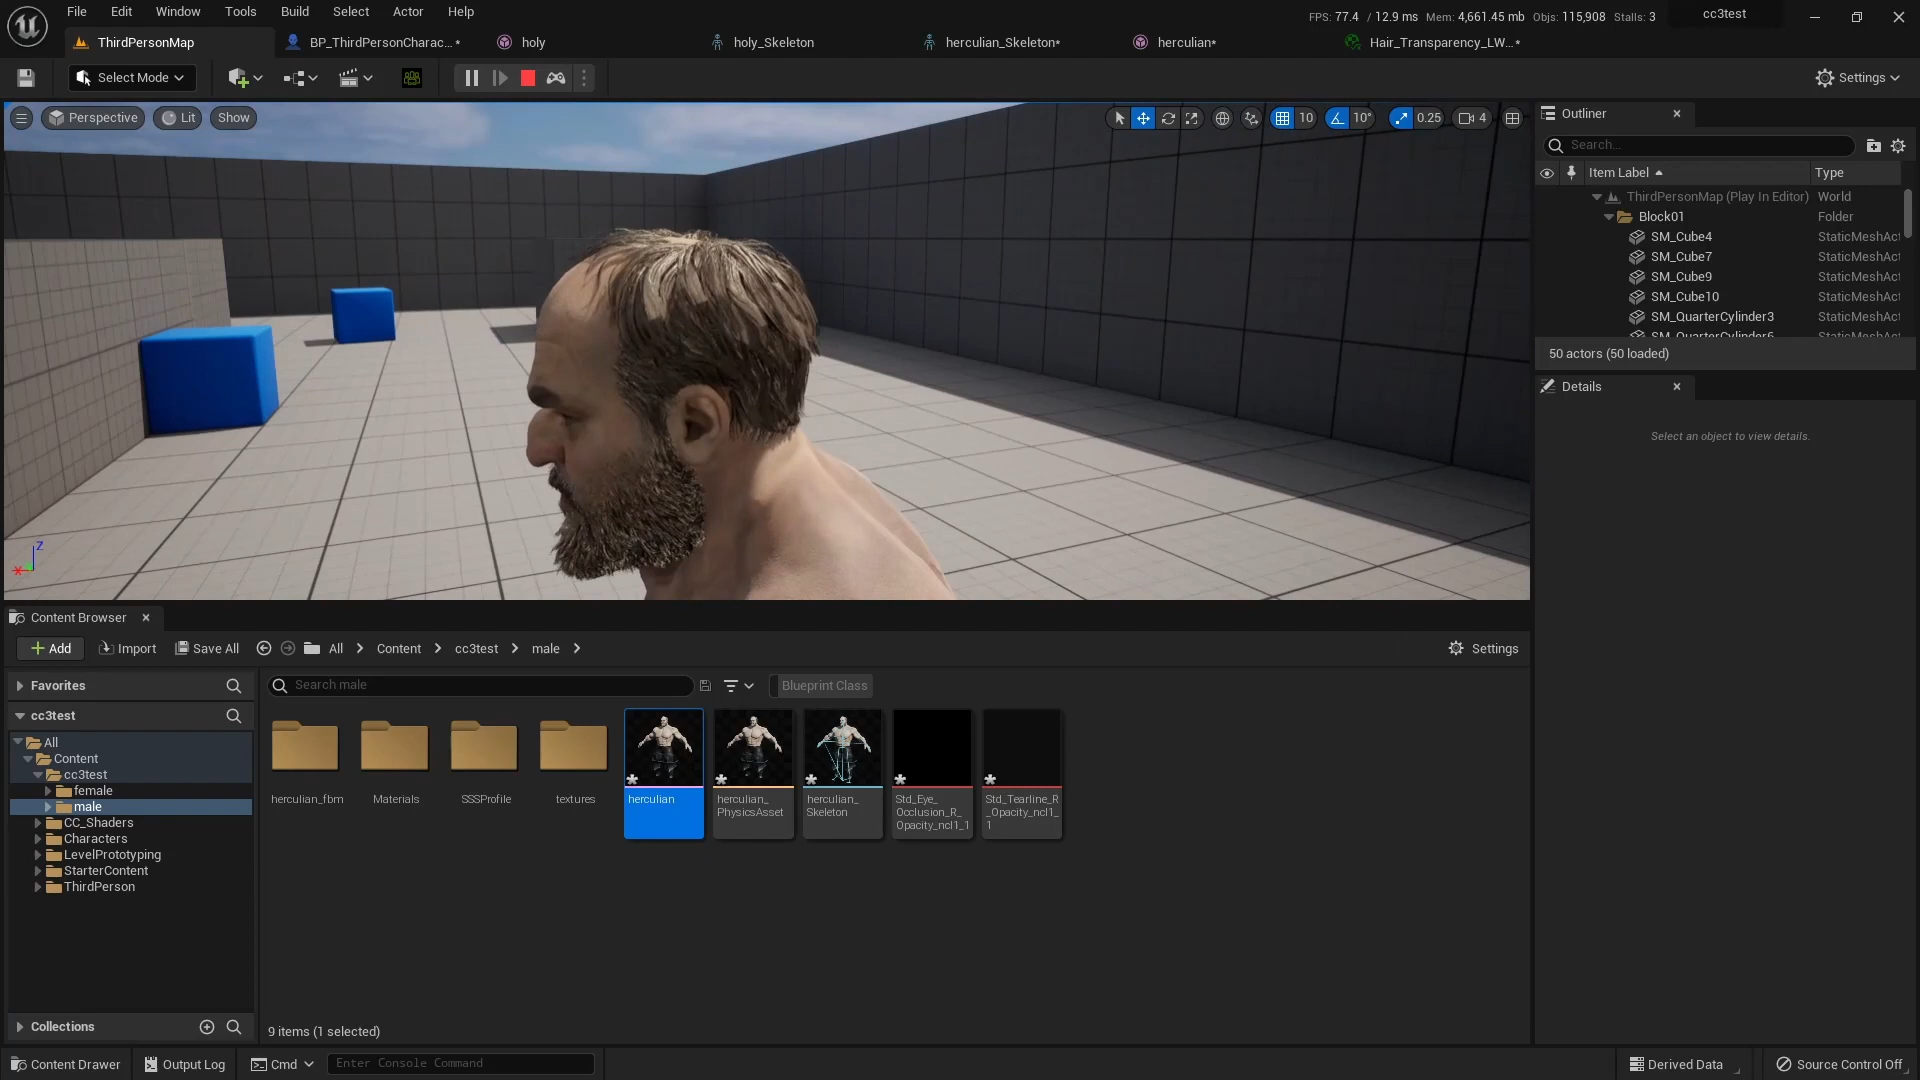 File Edit Window Tools Build Select Actor Help
FPS: 77.4 / 12.9 ms Mem: 4,661.45 mb Objs: 115,908 Stalls: 3
cc3test
ThirdPersonMap
BP_ThirdPersonCharac...*
holy
holy_Skeleton
herculian_Skeleton*
herculian*
Hair_Transparency_LW...*
Select Mode
Settings
Perspective
Lit
Show
10
10°
0.25
4
z
x
Outliner
Search...
Item Label
Type
ThirdPersonMap (Play In Editor) World
Block01 Folder
SM_Cube4 StaticMeshAct
SM_Cube7 StaticMeshAct
SM_Cube9 StaticMeshAct
SM_Cube10 StaticMeshAct
SM_QuarterCylinder3 StaticMeshAct
SM_QuarterCylinder6 StaticMeshAct
50 actors (50 loaded)
Details
Select an object to view details.
Content Browser
Add
Import
Save All
All > Content > cc3test > male >
Settings
Favorites
cc3test
All
Content
cc3test
female
male
CC_Shaders
Characters
LevelPrototyping
StarterContent
ThirdPerson
Collections
Search male
Blueprint Class
herculian_fbm
Materials
SSSProfile
textures
herculian
herculian_
PhysicsAsset
herculian_
Skeleton
Std_Eye_
Occlusion_R_
Opacity_ncl1_1
Std_Tearline_R
_Opacity_ncl1_
1
9 items (1 selected)
Content Drawer
Output Log
Cmd
Enter Console Command
Derived Data
Source Control Off